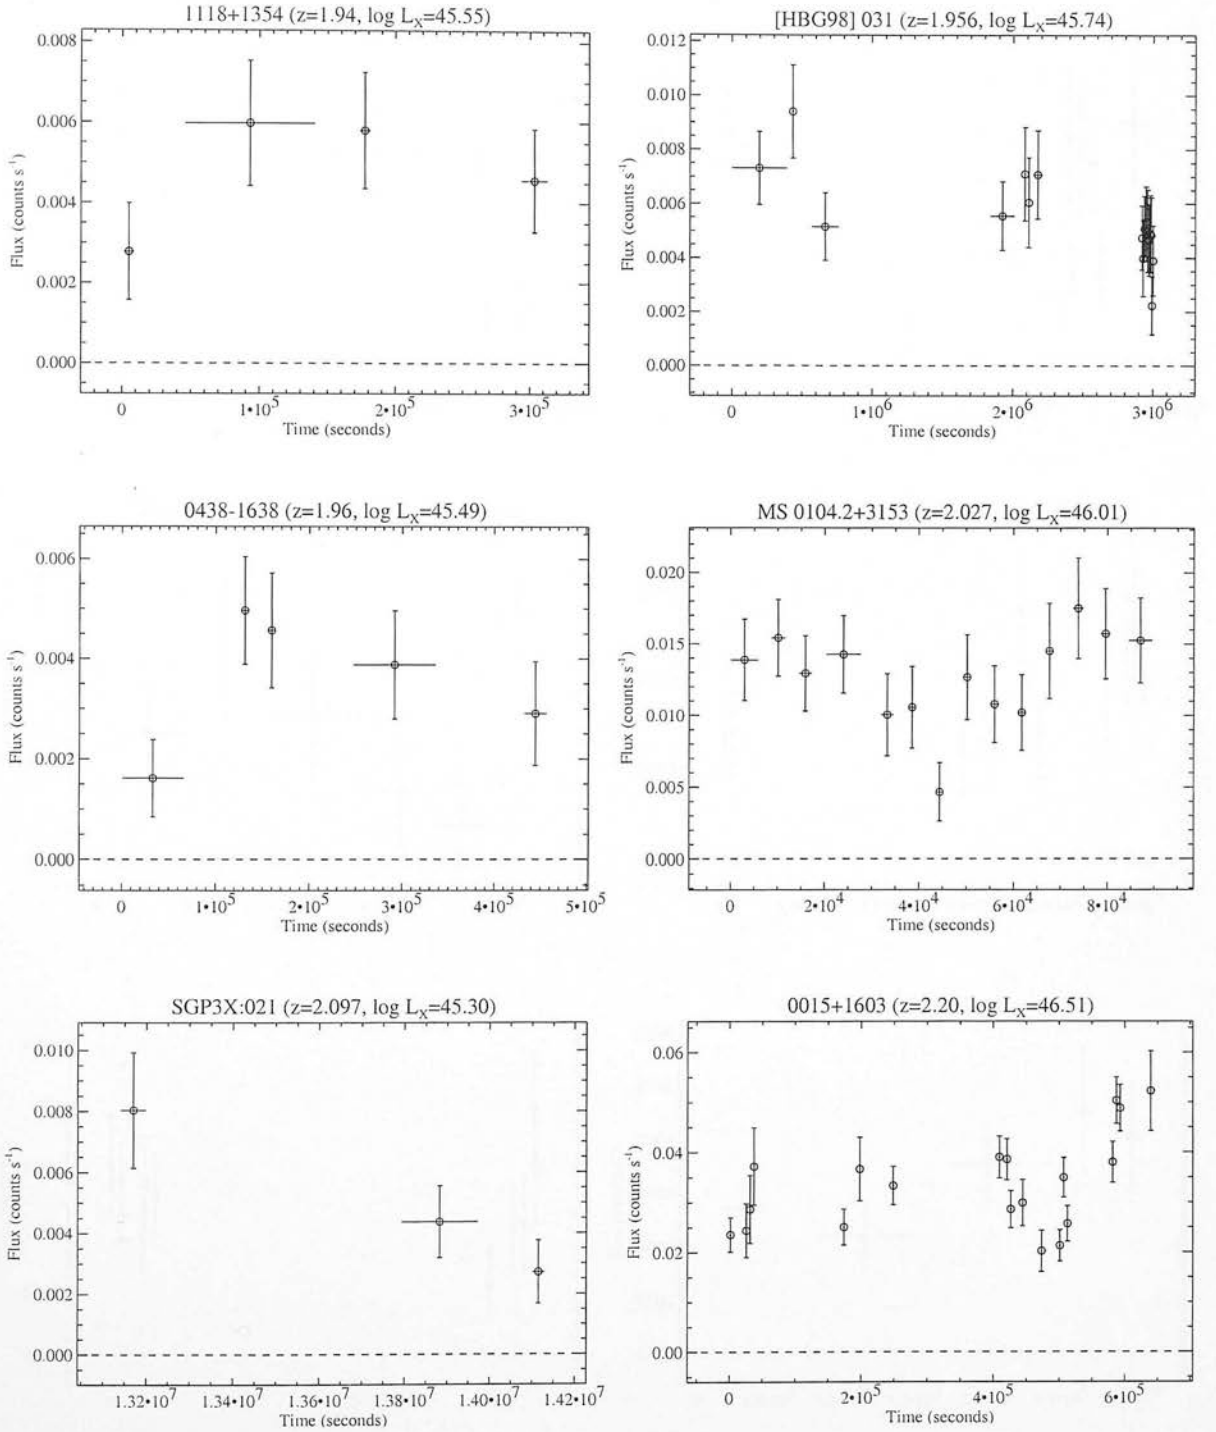 1118+1354 (z=1.94, log LX=45.55)
0.008
0.006
0.004
0.002
0.000
Flux (counts s⁻¹)
0 1•10⁵ 2•10⁵ 3•10⁵
Time (seconds)
[HBG98] 031 (z=1.956, log LX=45.74)
0.012
0.010
0.008
0.006
0.004
0.002
0.000
Flux (counts s⁻¹)
0 1•10⁶ 2•10⁶ 3•10⁶
Time (seconds)
0438-1638 (z=1.96, log LX=45.49)
0.006
0.004
0.002
0.000
Flux (counts s⁻¹)
0 1•10⁵ 2•10⁵ 3•10⁵ 4•10⁵ 5•10⁵
Time (seconds)
MS 0104.2+3153 (z=2.027, log LX=46.01)
0.020
0.015
0.010
0.005
0.000
Flux (counts s⁻¹)
0 2•10⁴ 4•10⁴ 6•10⁴ 8•10⁴
Time (seconds)
SGP3X:021 (z=2.097, log LX=45.30)
0.010
0.008
0.006
0.004
0.002
0.000
Flux (counts s⁻¹)
1.32•10⁷ 1.34•10⁷ 1.36•10⁷ 1.38•10⁷ 1.40•10⁷ 1.42•10⁷
Time (seconds)
0015+1603 (z=2.20, log LX=46.51)
0.06
0.04
0.02
0.00
Flux (counts s⁻¹)
0 2•10⁵ 4•10⁵ 6•10⁵
Time (seconds)